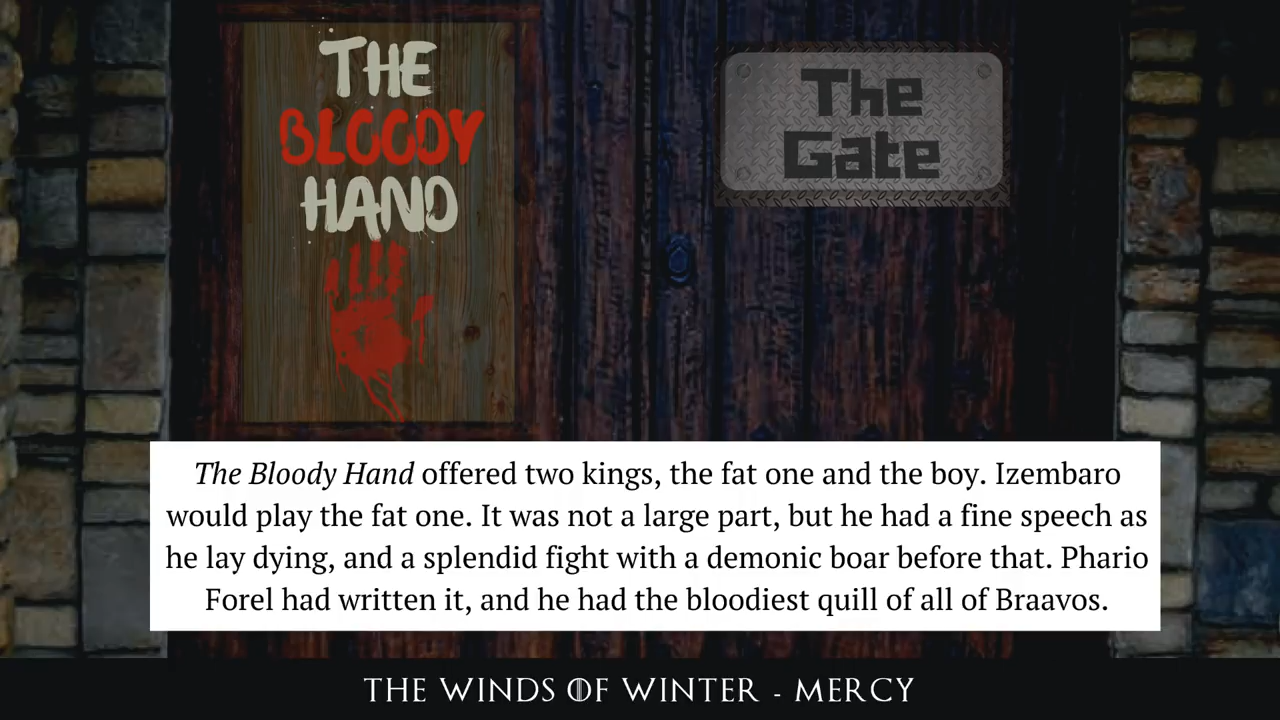 THE
BLOODY
HAND
The
Gate
The Bloody Hand offered two kings, the fat one and the boy. Izembaro
would play the fat one. It was not a large part, but he had a fine speech as
he lay dying, and a splendid fight with a demonic boar before that. Phario
Forel had written it, and he had the bloodiest quill of all of Braavos.
THE WINDS OF WINTER - MERCY